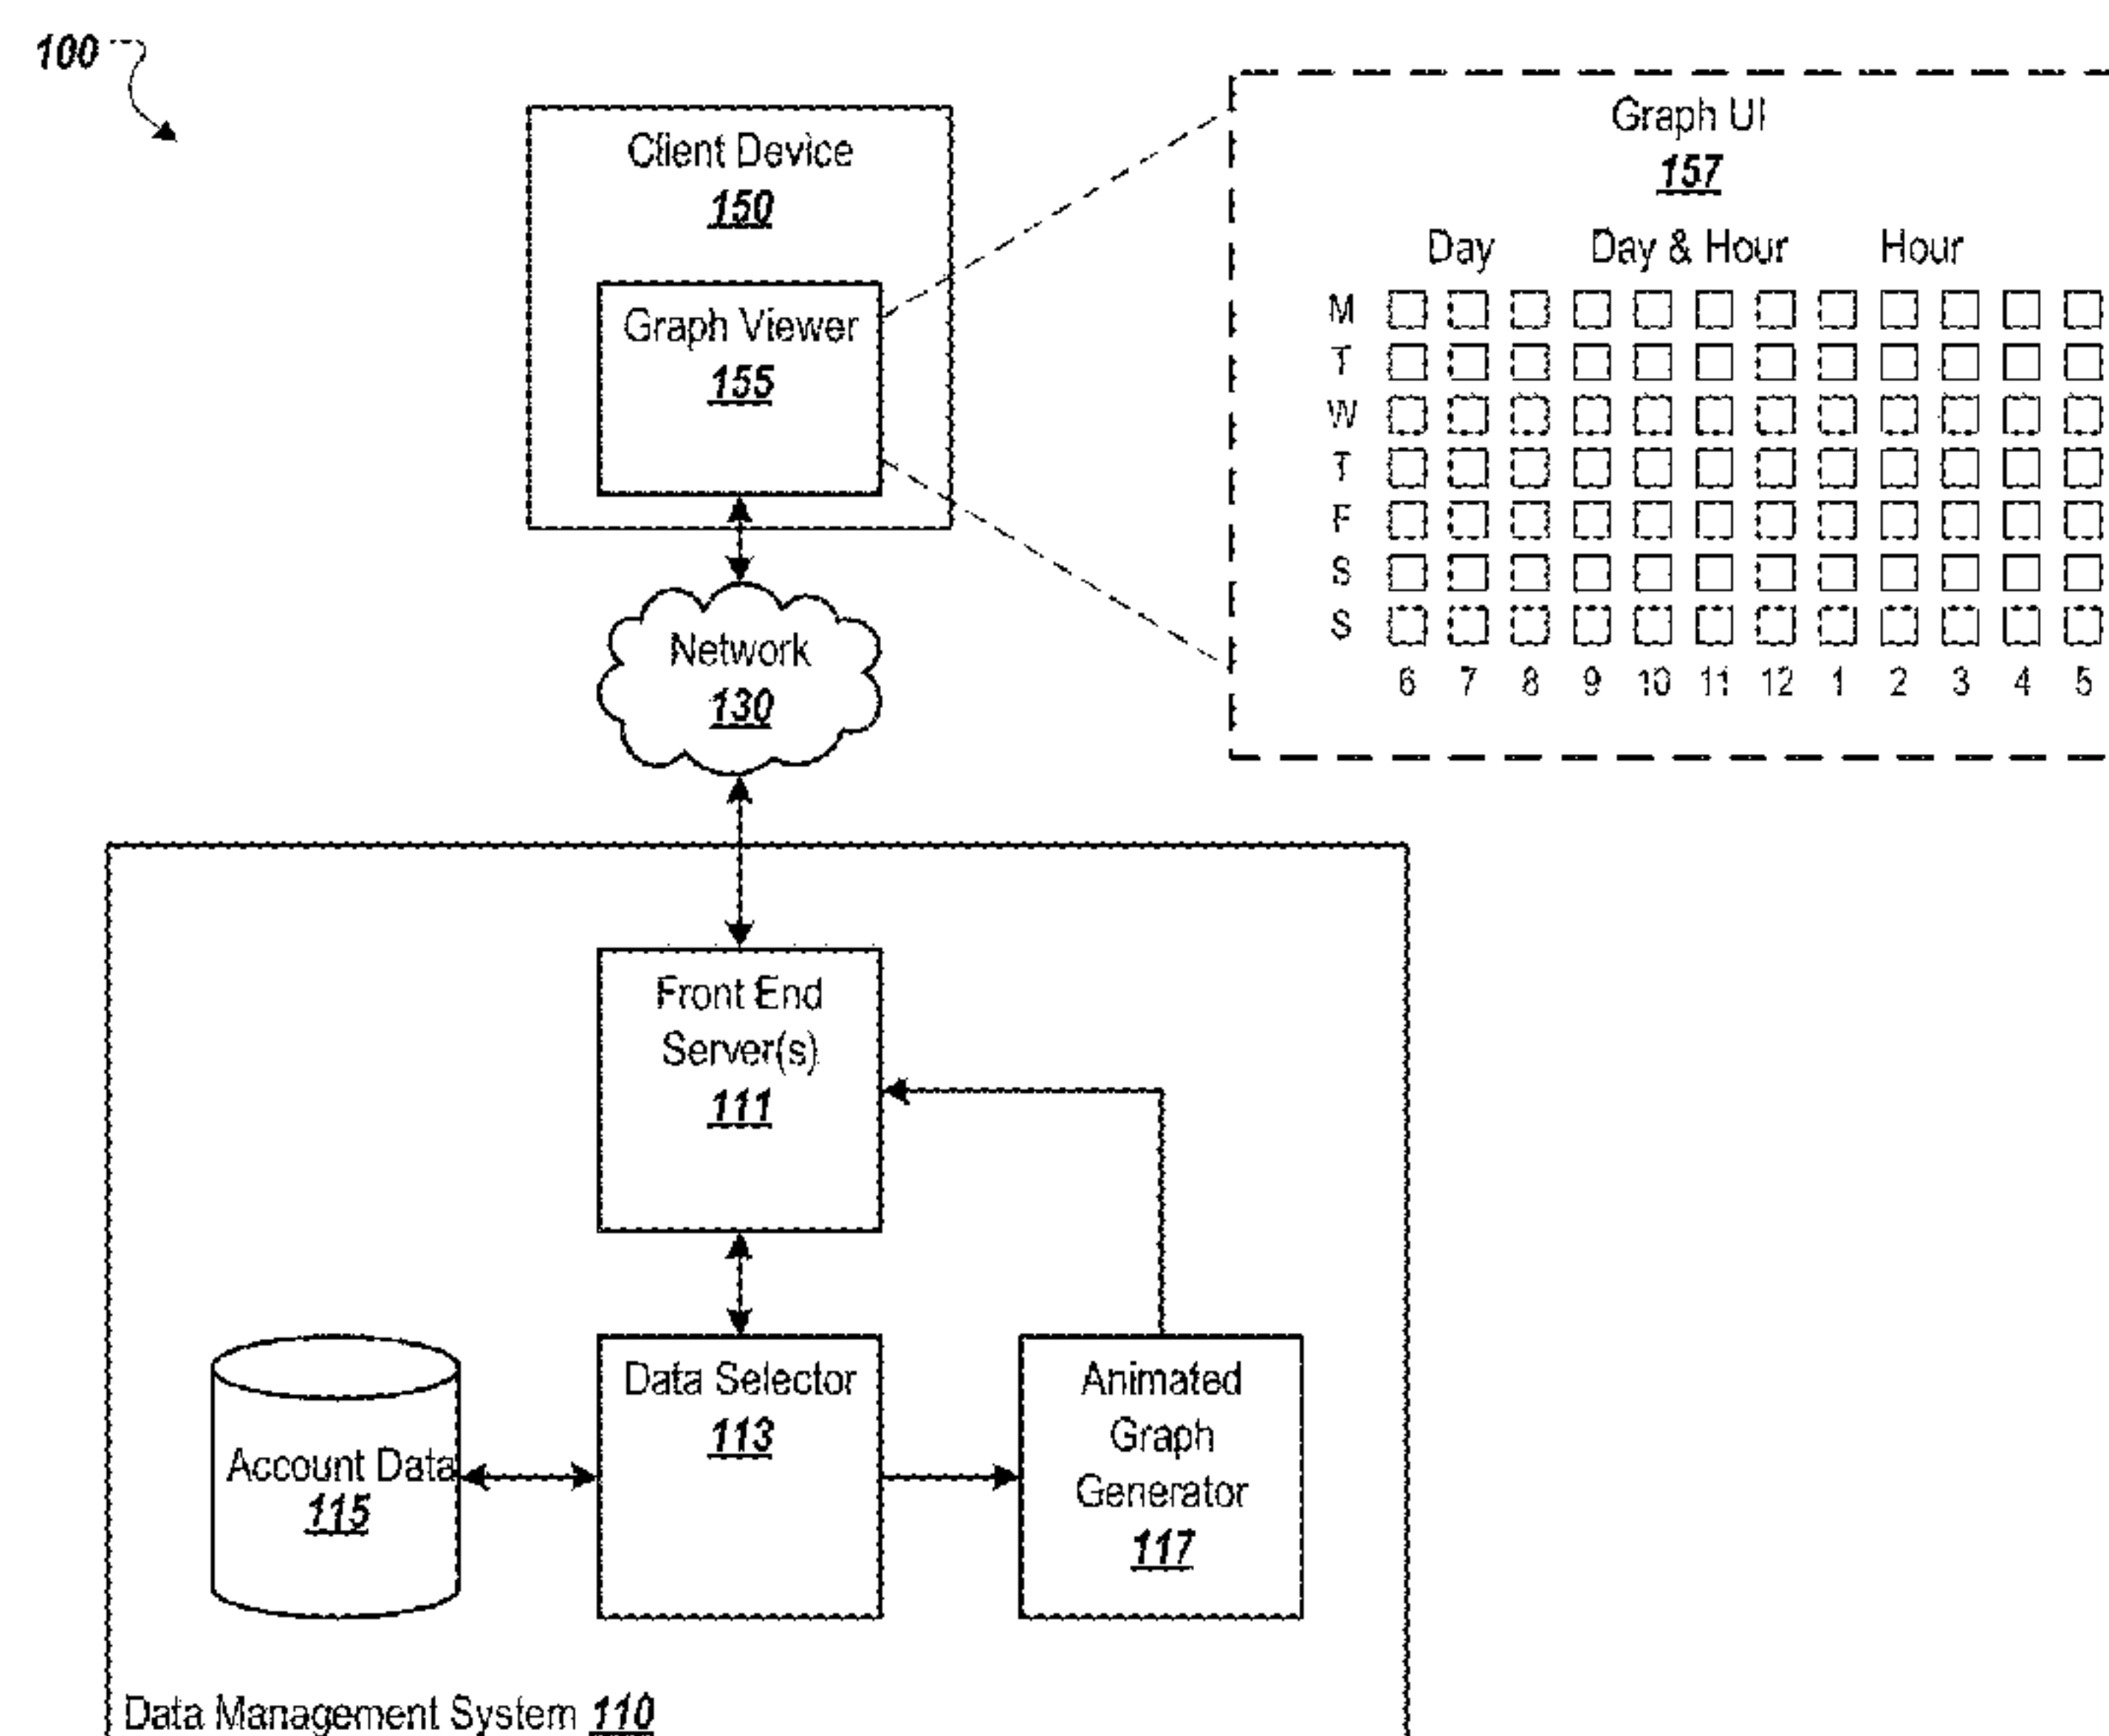 100
Client Device
150
Graph Viewer
155
Graph UI
157
Day Day & Hour Hour
M
T
W
T
F
S
S
6 7 8 9 10 11 12 1 2 3 4 5
Network
130
Front End
Server(s)
111
Data Selector
113
Animated
Graph
Generator
117
Account Data
115
Data Management System 110